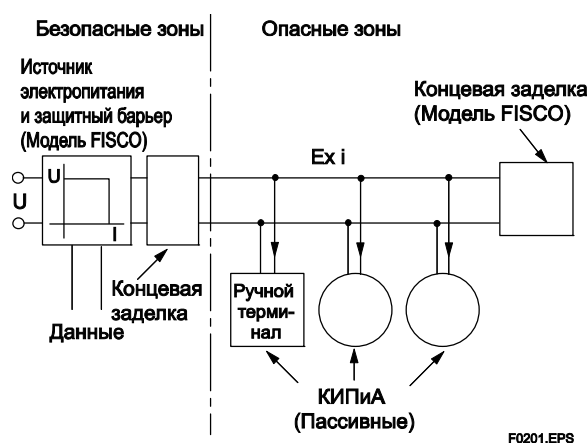 Безопасные зоны
Опасные зоны
Источник
электропитания
и защитный барьер
(Модель FISCO)
Концевая заделка
(Модель FISCO)
Ex i
U
U
I
Данные
Концевая
заделка
Ручной
терми-
нал
КИПиА
(Пассивные)
F0201.EPS